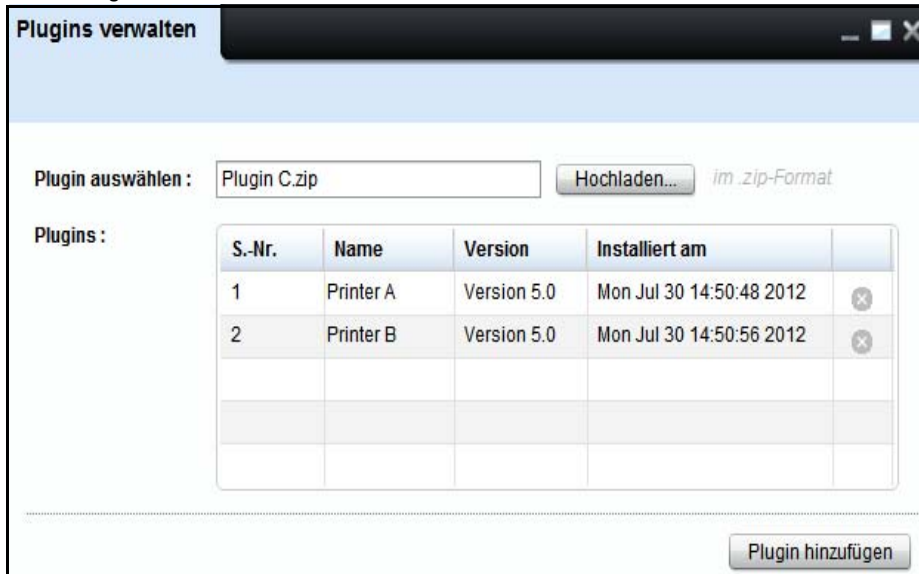 Plugins verwalten
Plugin auswählen : Plugin C.zip Hochladen... im .zip-Format
Plugins :
S.-Nr. Name Version Installiert am
1 Printer A Version 5.0 Mon Jul 30 14:50:48 2012
2 Printer B Version 5.0 Mon Jul 30 14:50:56 2012
Plugin hinzufügen